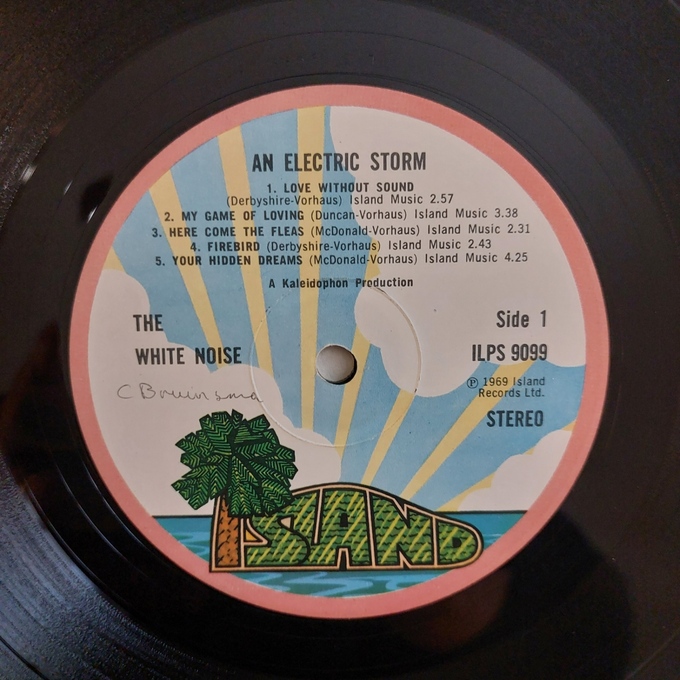 AN ELECTRIC STORM
1. LOVE WITHOUT SOUND
(Derbyshire-Vorhaus) Island Music 2.57
2. MY GAME OF LOVING (Duncan-Vorhaus) Island Music 3.38
3. HERE COME THE FLEAS (McDonald-Vorhaus) Island Music 2.31
4. FIREBIRD (Derbyshire-Vorhaus) Island Music 2.43
5. YOUR HIDDEN DREAMS (McDonald-Vorhaus) Island Music 4.25
A Kaleidophon Production
THE
WHITE NOISE
Side 1
ILPS 9099
℗ 1969 Island
Records Ltd.
STEREO
C Bruinsma
ISLAND